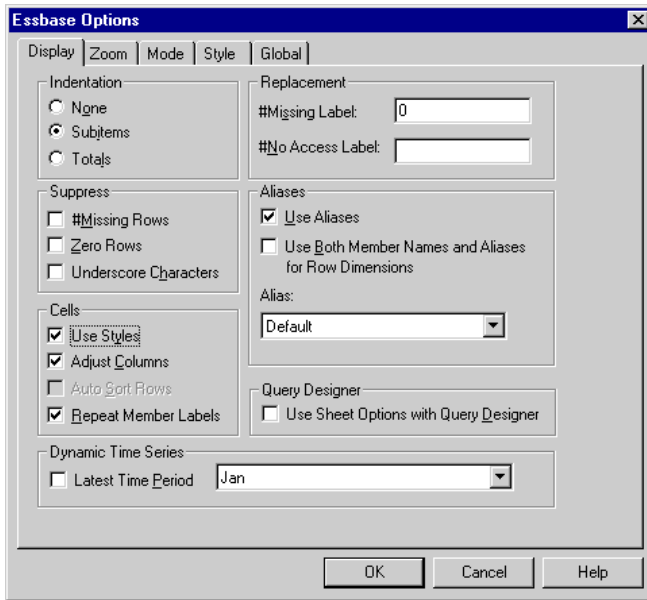 Essbase Options
Display Zoom Mode Style Global
Indentation
None
Subitems
Totals
Replacement
#Missing Label: 0
#No Access Label:
Suppress
#Missing Rows
Zero Rows
Underscore Characters
Aliases
Use Aliases
Use Both Member Names and Aliases
for Row Dimensions
Alias:
Default
Cells
Use Styles
Adjust Columns
Auto Sort Rows
Repeat Member Labels
Query Designer
Use Sheet Options with Query Designer
Dynamic Time Series
Latest Time Period Jan
OK Cancel Help